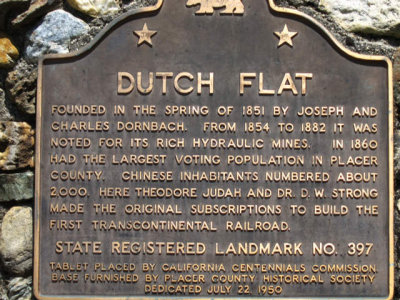 DUTCH FLAT
FOUNDED IN THE SPRING OF 1851 BY JOSEPH AND
CHARLES DORNBACH. FROM 1854 TO 1882 IT WAS
NOTED FOR ITS RICH HYDRAULIC MINES. IN 1860
HAD THE LARGEST VOTING POPULATION IN PLACER
COUNTY. CHINESE INHABITANTS NUMBERED ABOUT
2,000. HERE THEODORE JUDAH AND DR. D. W. STRONG
MADE THE ORIGINAL SUBSCRIPTIONS TO BUILD THE
FIRST TRANSCONTINENTAL RAILROAD.
STATE REGISTERED LANDMARK NO. 397
TABLET PLACED BY CALIFORNIA CENTENNIALS COMMISSION
BASE FURNISHED BY PLACER COUNTY HISTORICAL SOCIETY
DEDICATED JULY 22, 1950